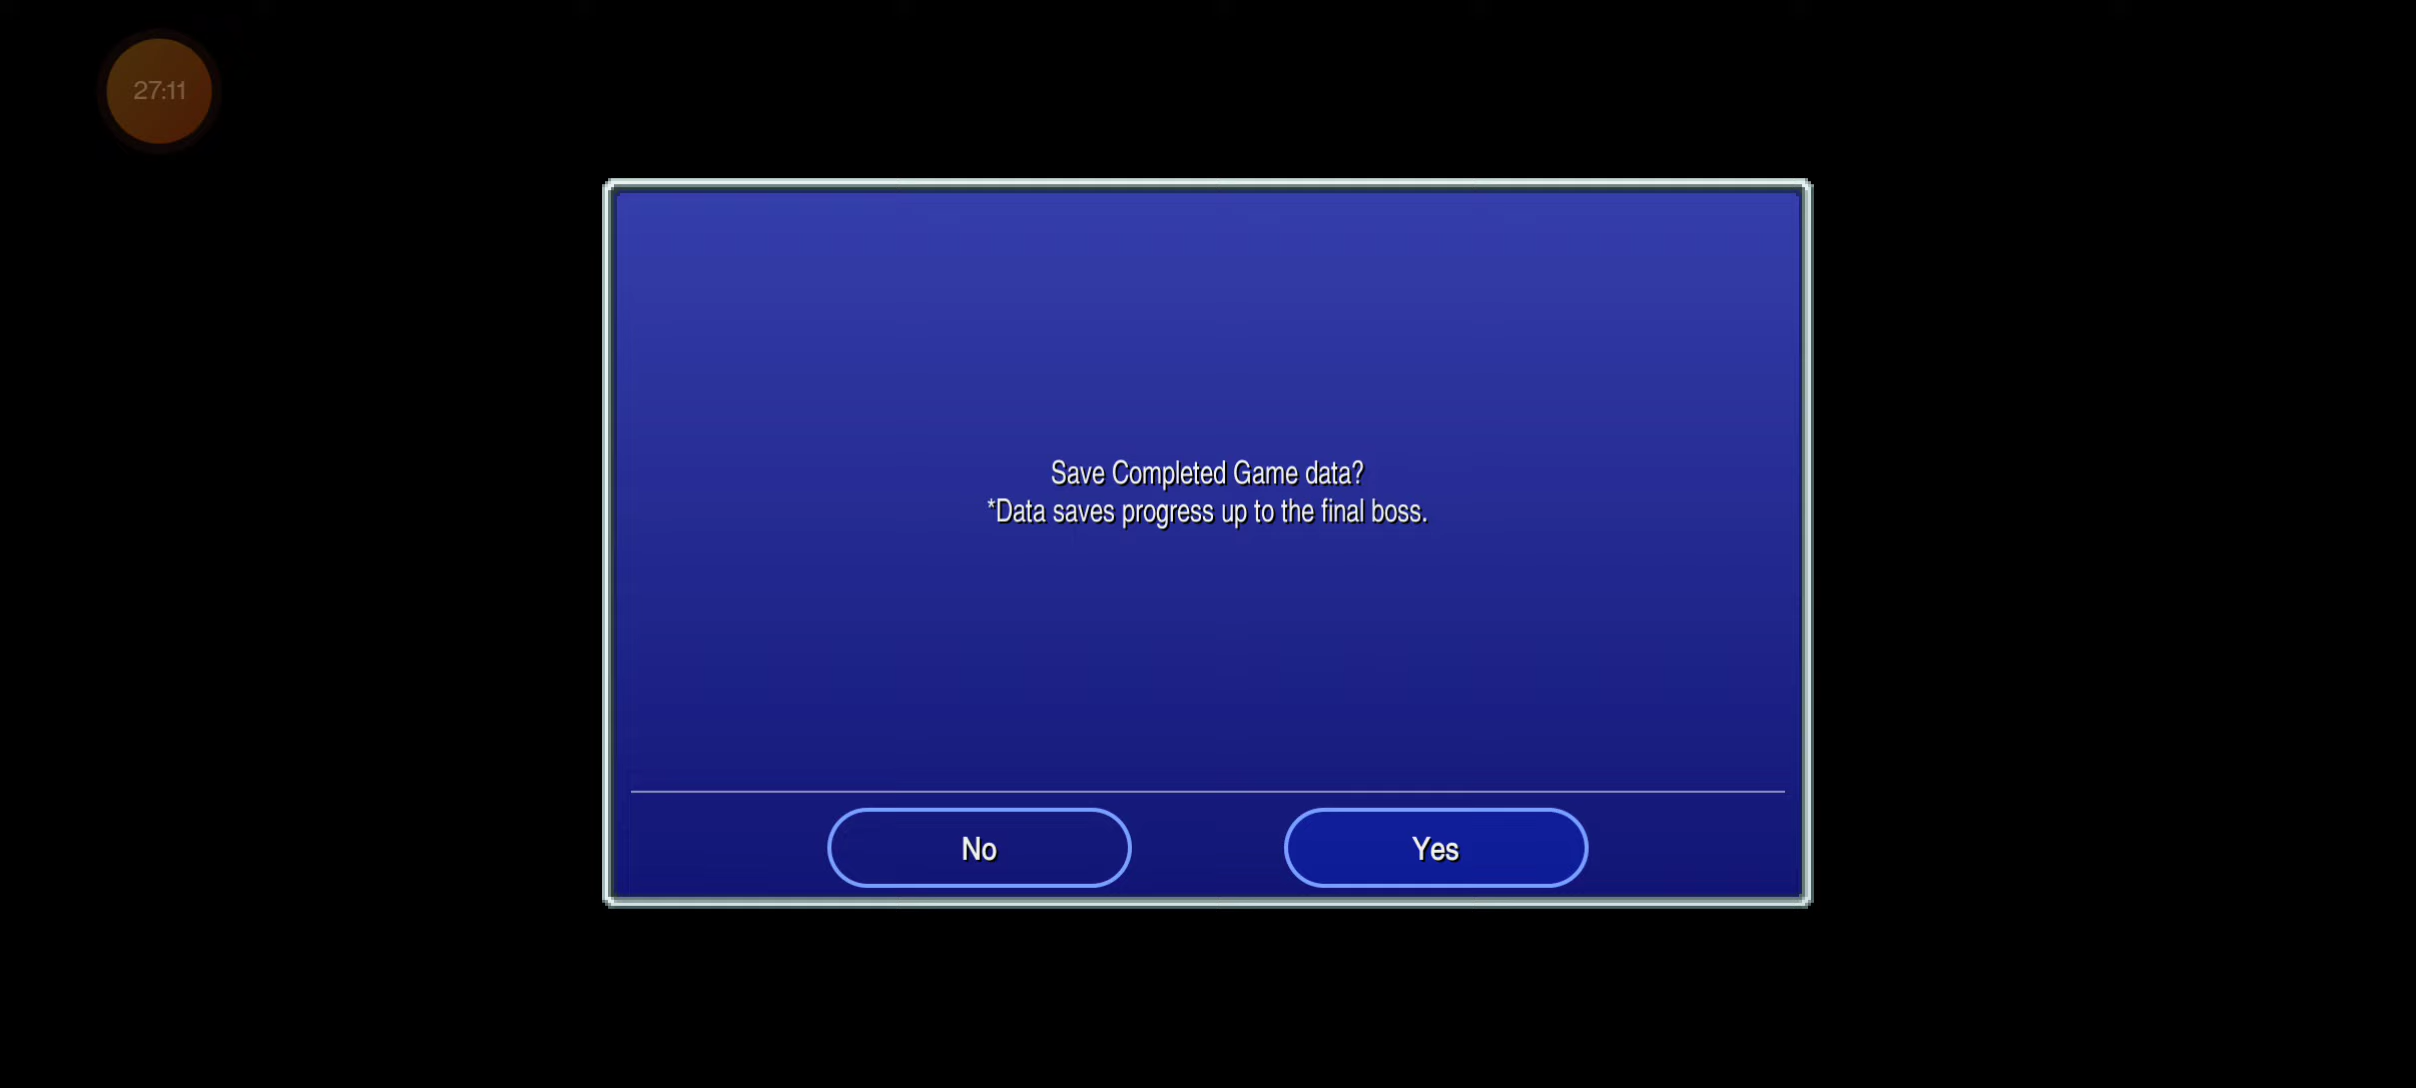 27:11
Save Completed Game data?
*Data saves progress up to the final boss.
No
Yes